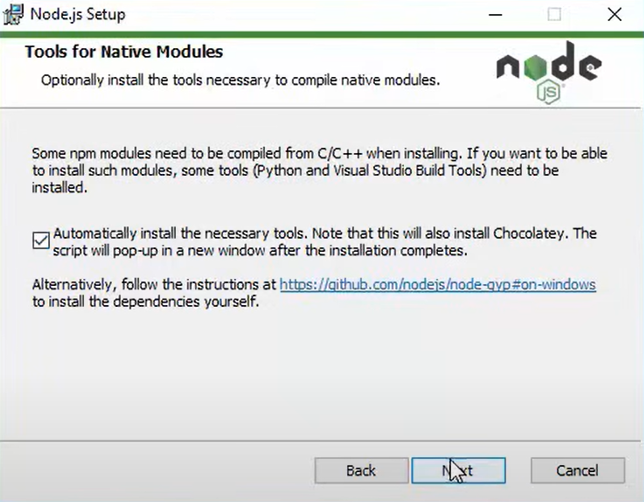 Node.js Setup
Tools for Native Modules
Optionally install the tools necessary to compile native modules.
node
JS
Some npm modules need to be compiled from C/C++ when installing. If you want to be able
to install such modules, some tools (Python and Visual Studio Build Tools) need to be
installed.
Automatically install the necessary tools. Note that this will also install Chocolatey. The
script will pop-up in a new window after the installation completes.
Alternatively, follow the instructions at https://github.com/nodejs/node-gyp#on-windows
to install the dependencies yourself.
Back Next Cancel